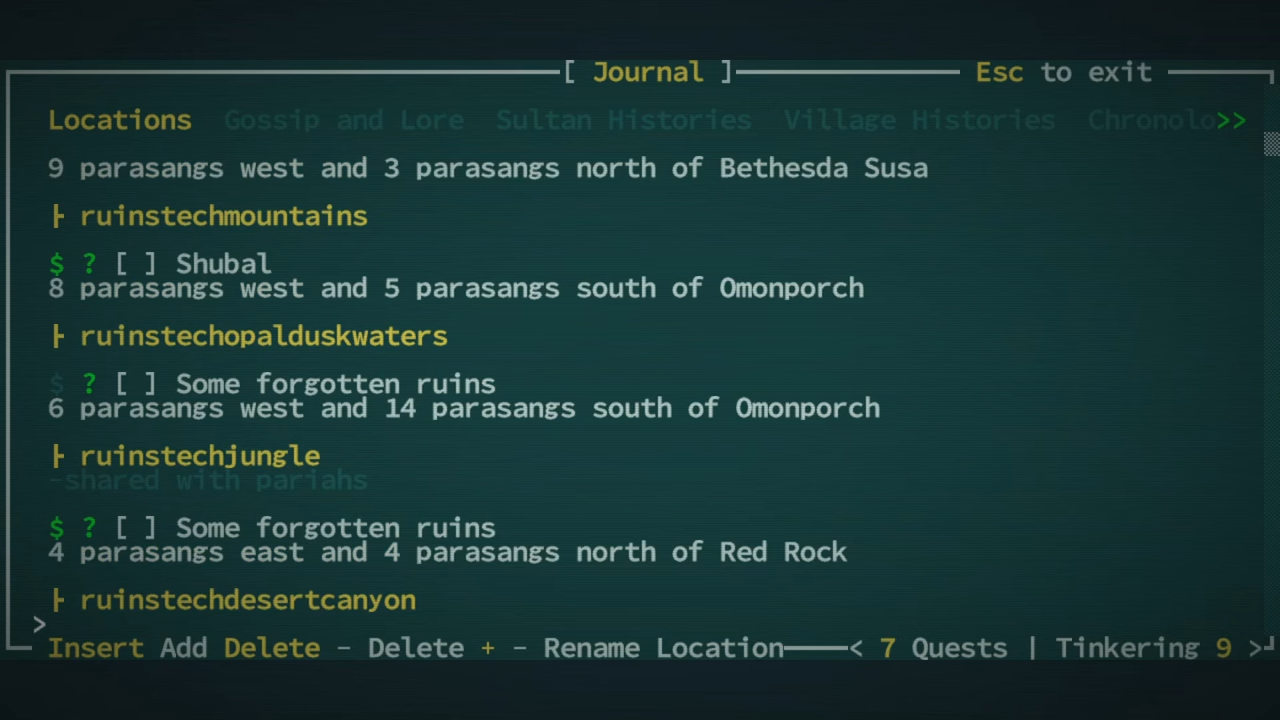 [ Journal ] Esc to exit
Locations Gossip and Lore Sultan Histories Village Histories Chronolo>>
9 parasangs west and 3 parasangs north of Bethesda Susa
├ ruinstechmountains
$ ? [ ] Shubal
8 parasangs west and 5 parasangs south of Omonporch
├ ruinstechopalduskwaters
$ ? [ ] Some forgotten ruins
6 parasangs west and 14 parasangs south of Omonporch
├ ruinstechjungle
-shared with pariahs
$ ? [ ] Some forgotten ruins
4 parasangs east and 4 parasangs north of Red Rock
├ ruinstechdesertcanyon
>
Insert Add Delete - Delete + - Rename Location < 7 Quests | Tinkering 9 >